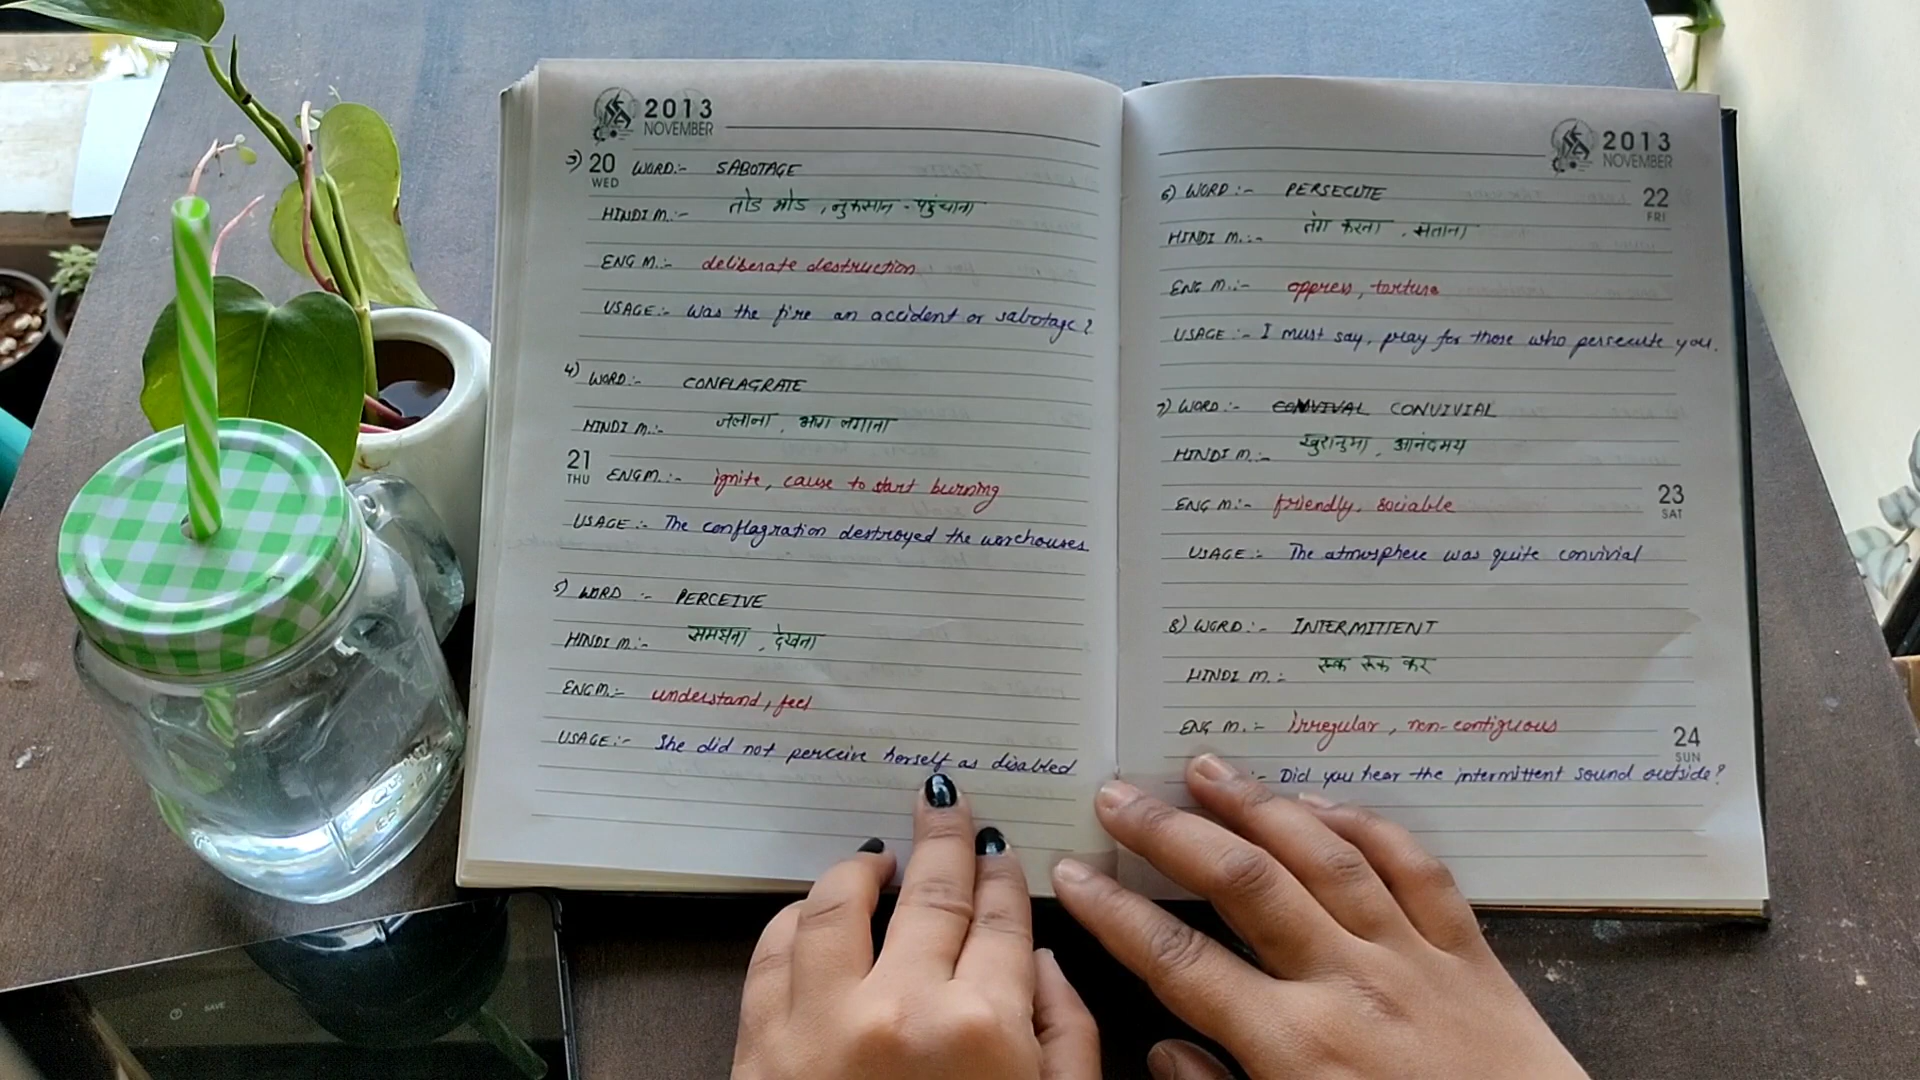 2013
NOVEMBER
3) 20 WED WORD:- SABOTAGE
HINDI M.:- तोड मोड , नुकसान - पहुंचाना
ENG M.:- deliberate destruction
USAGE:- Was the fire an accident or sabotage?
4) WORD:- CONFLAGRATE
HINDI M.:- जलाना , आग लगाना
21 THU ENG M.:- ignite, cause to start burning
USAGE:- The conflagration destroyed the warehouses
5) WORD :- PERCEIVE
HINDI M:- समझना , देखना
ENG M.:- understand, feel
USAGE:- She did not perceive herself as disabled
2013
NOVEMBER
6) WORD:- PERSECUTE 22 FRI
HINDI M.:- तंग करना , सताना
ENG M.:- oppress, torture
USAGE:- I must say, pray for those who persecute you.
7) WORD:- CONVIVAL CONVIVIAL
HINDI M:- खुशनुमा , आनंदमय
ENG M:- friendly, sociable 23 SAT
USAGE:- The atmosphere was quite convivial
8) WORD:- INTERMITTENT
HINDI M.:- रुक रुक कर
ENG M.:- irregular, non-contiguous 24 SUN
:- Did you hear the intermittent sound outside?
SAVE